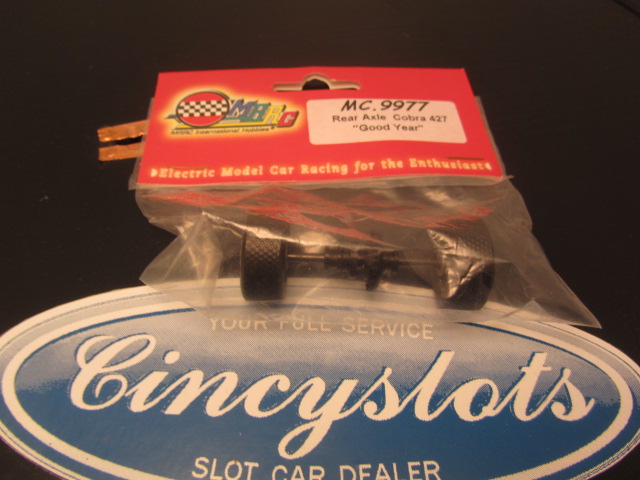 MRRC
MRRC International Hobbies
MC.9977
Rear Axle Cobra 427
"Good Year"
Electric Model Car Racing for the Enthusiast
YOUR FULL SERVICE
Cincyslots
SLOT CAR DEALER